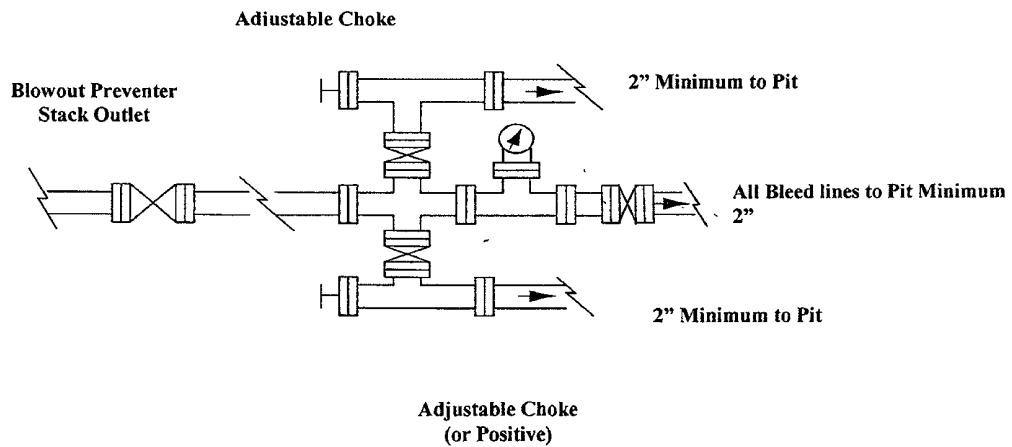 Adjustable Choke
Blowout Preventer
Stack Outlet
2” Minimum to Pit
All Bleed lines to Pit Minimum
2”
2” Minimum to Pit
Adjustable Choke
(or Positive)